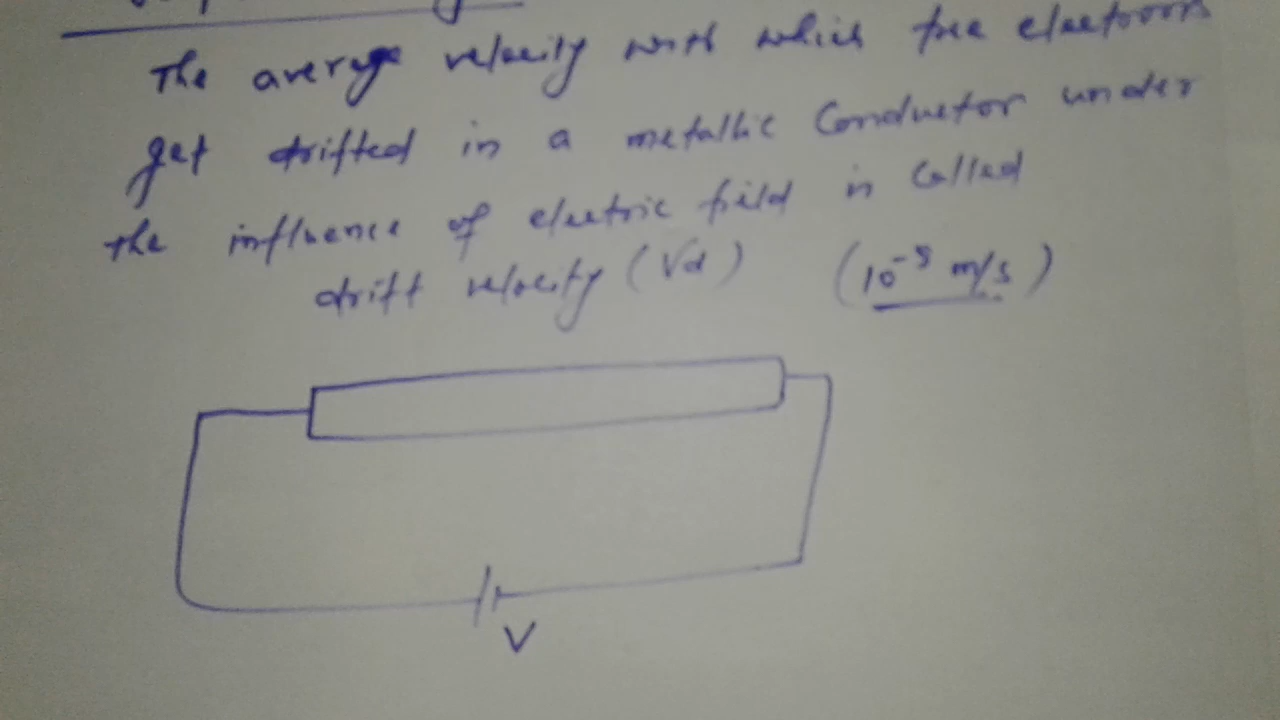 The average velocity with which free electrons
get drifted in a metallic Conductor under
the influence of electric field is Called
drift velocity (Vd) (10⁻⁵ m/s)
V